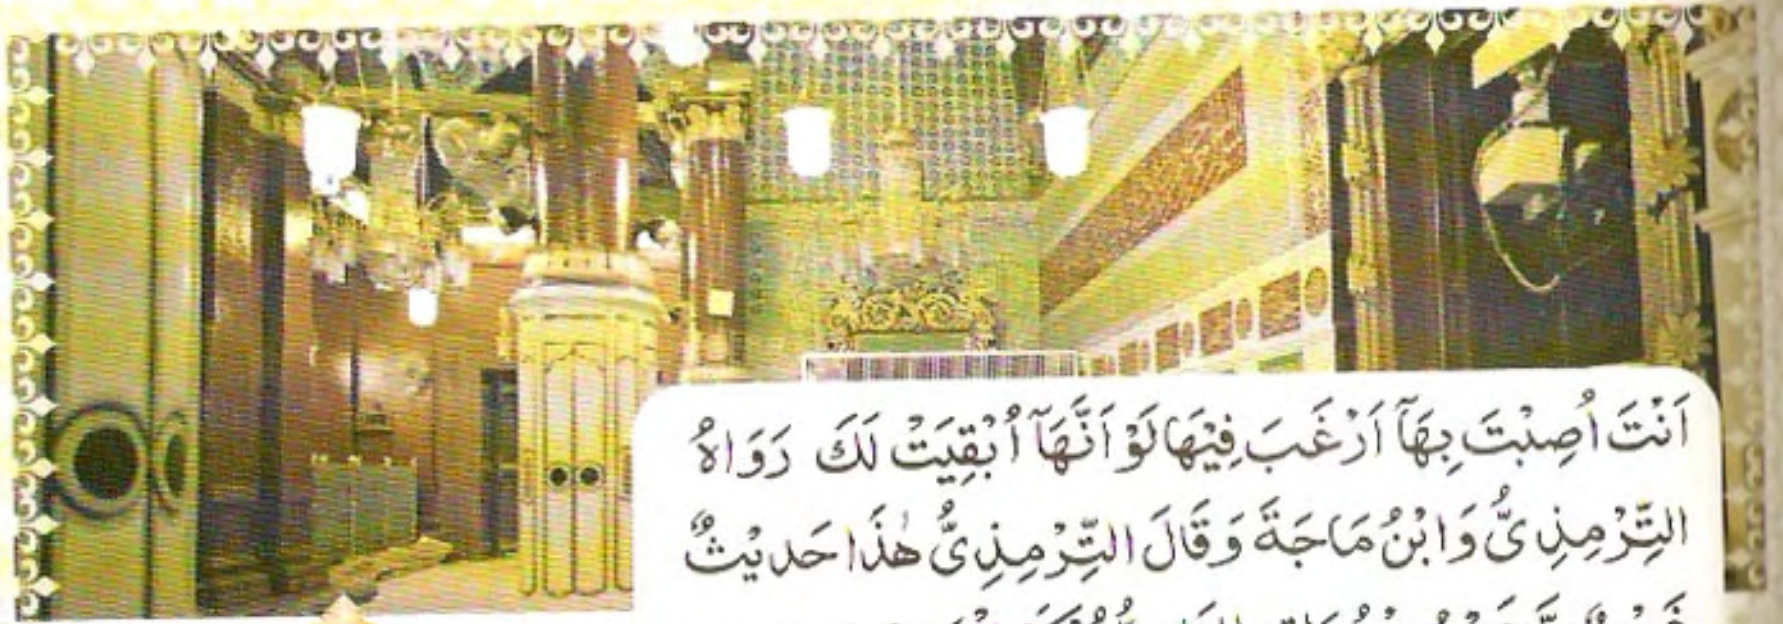 اَنْتَ اُصِبْتَ بِهَآ اَرْغَبَ فِيْهَا لَوْ اَنَّهَآ اُبْقِيَتْ لَكَ رَوَاهُ
التِّرْمِذِىُّ وَابْنُ مَاجَةَ وَقَالَ التِّرْمِذِىُّ هٰذَا حَدِيْثٌ